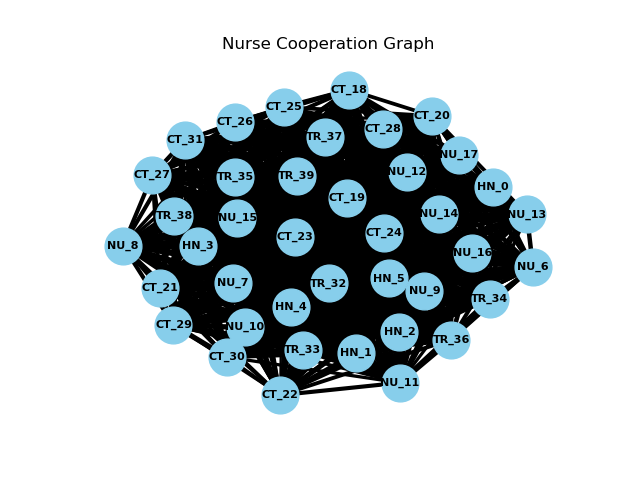 Nurse Cooperation Graph
CT_18
CT_25
CT_20
CT_26
CT_28
TR_37
CT_31
NU_17
NU_12
CT_27
TR_35
TR_39
HN_0
CT_19
TR_38
NU_15
NU_14
NU_13
CT_23
CT_24
NU_8
HN_3
NU_16
NU_6
HN_5
NU_7
TR_32
CT_21
NU_9
TR_34
HN_4
CT_29
NU_10
HN_2
TR_36
TR_33
HN_1
CT_30
NU_11
CT_22